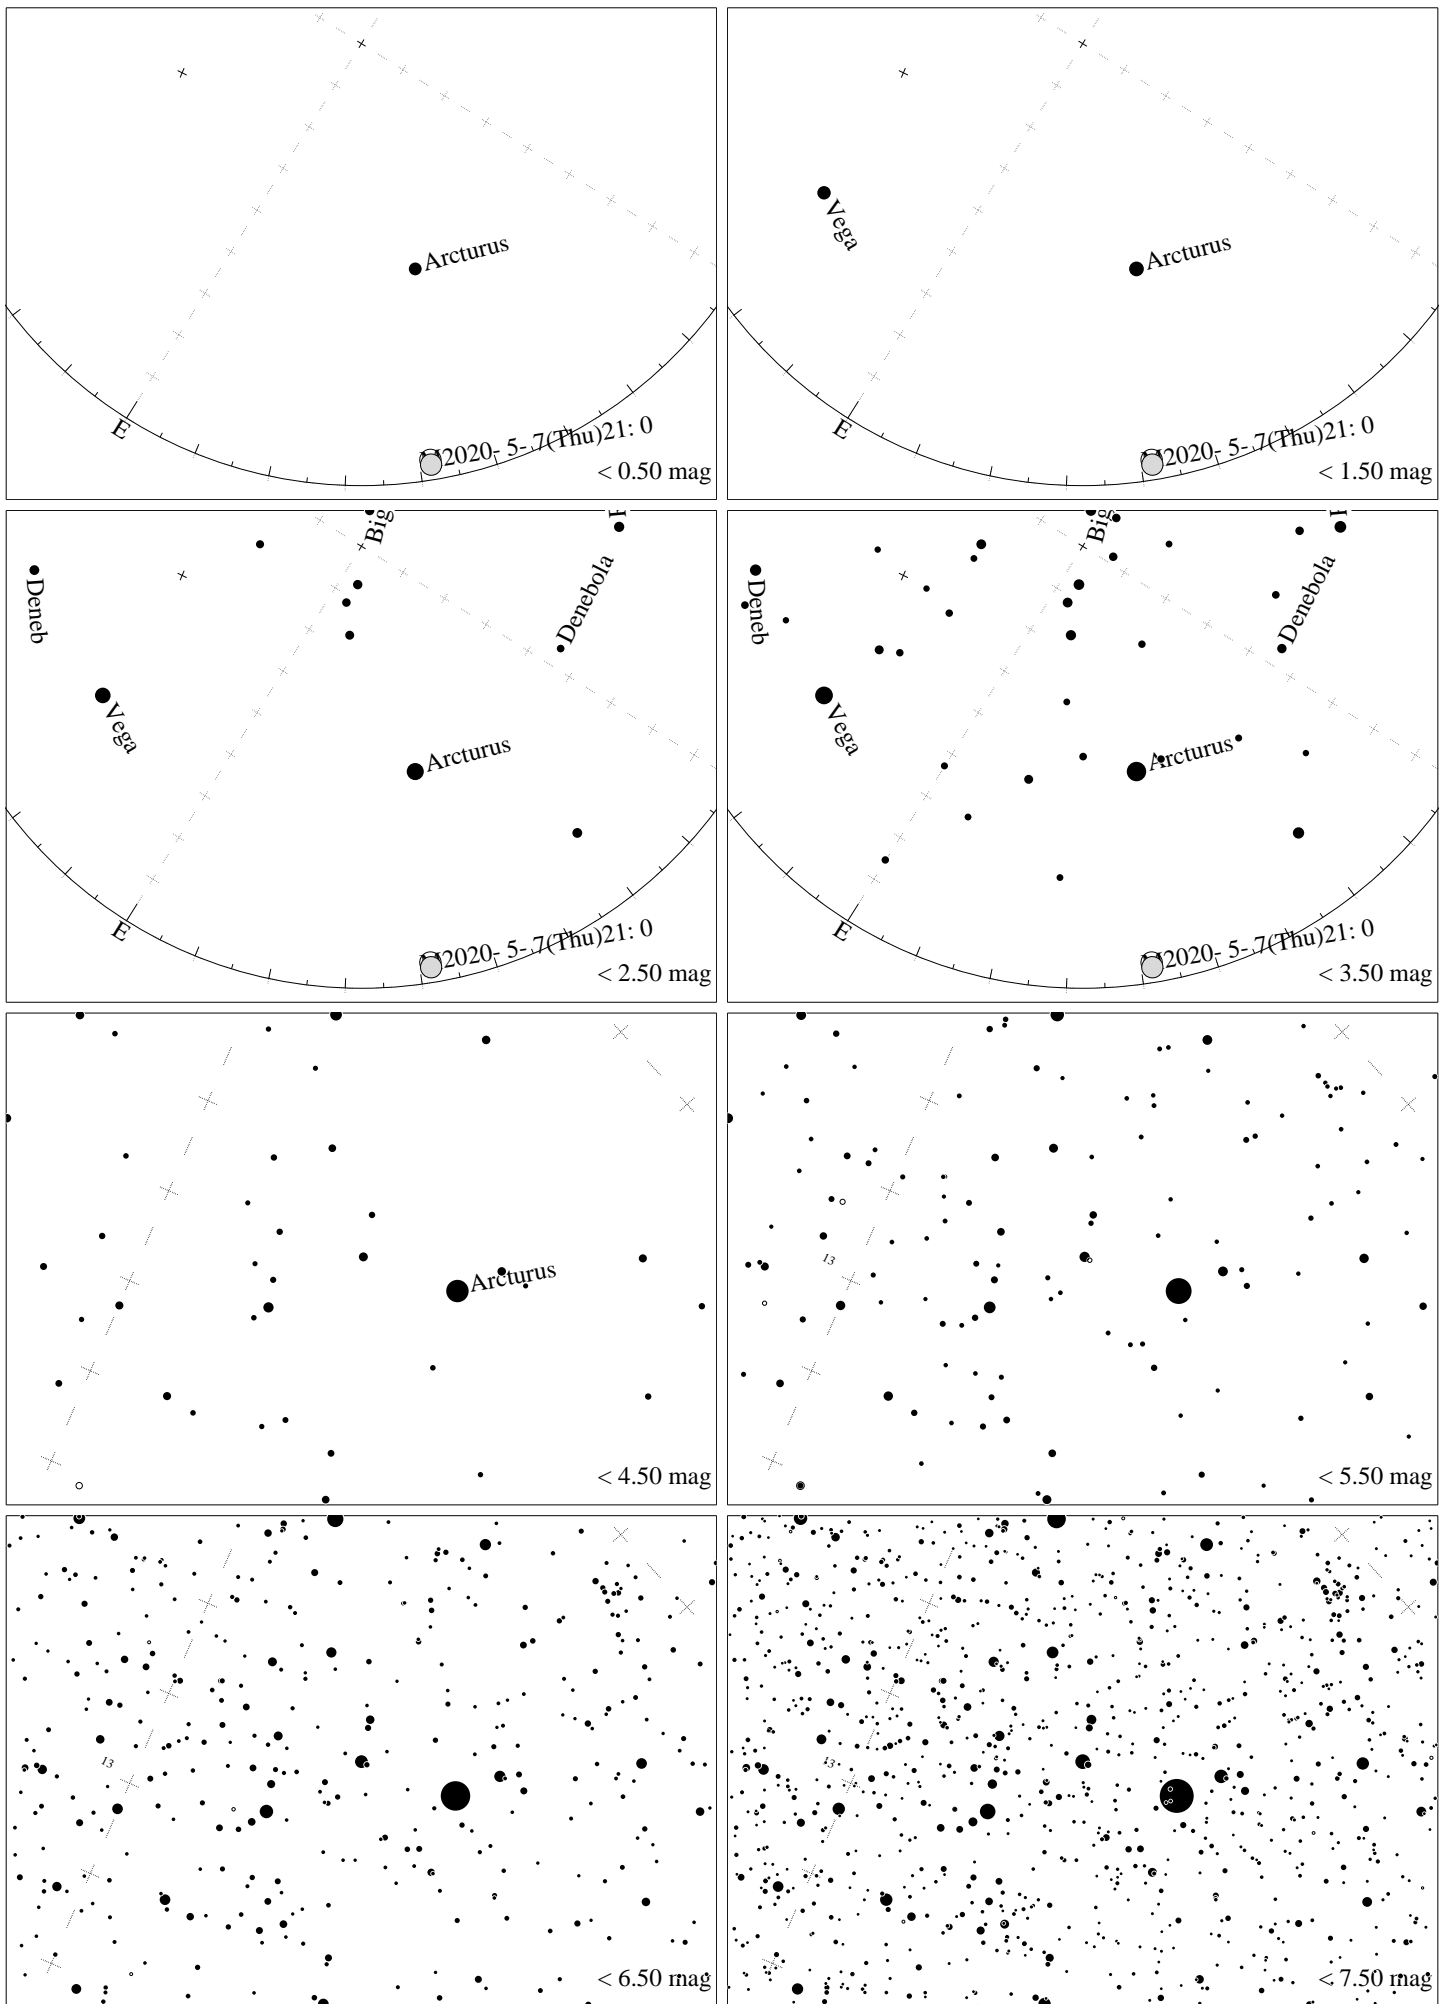 Arcturus
E
2020- 5- 7(Thu)21: 0
< 0.50 mag
Vega
Arcturus
E
2020- 5- 7(Thu)21: 0
< 1.50 mag
Big
Deneb
Denebola
Vega
Arcturus
E
2020- 5- 7(Thu)21: 0
< 2.50 mag
Big
Deneb
Denebola
Vega
Arcturus
E
2020- 5- 7(Thu)21: 0
< 3.50 mag
Arcturus
< 4.50 mag
13
< 5.50 mag
13
< 6.50 mag
13
< 7.50 mag